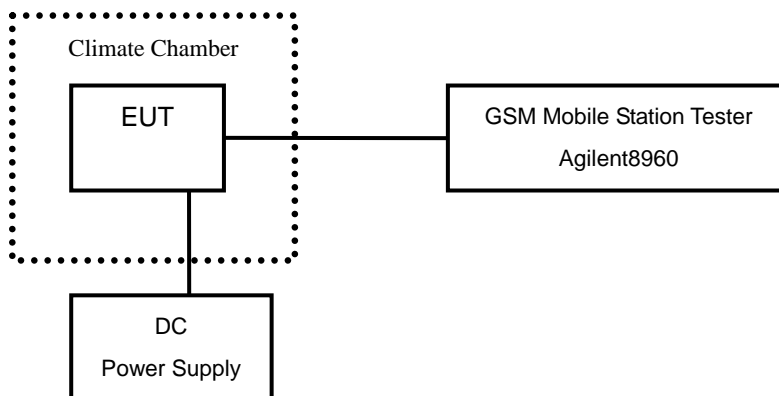 Climate Chamber
EUT
GSM Mobile Station Tester
Agilent8960
DC
Power Supply